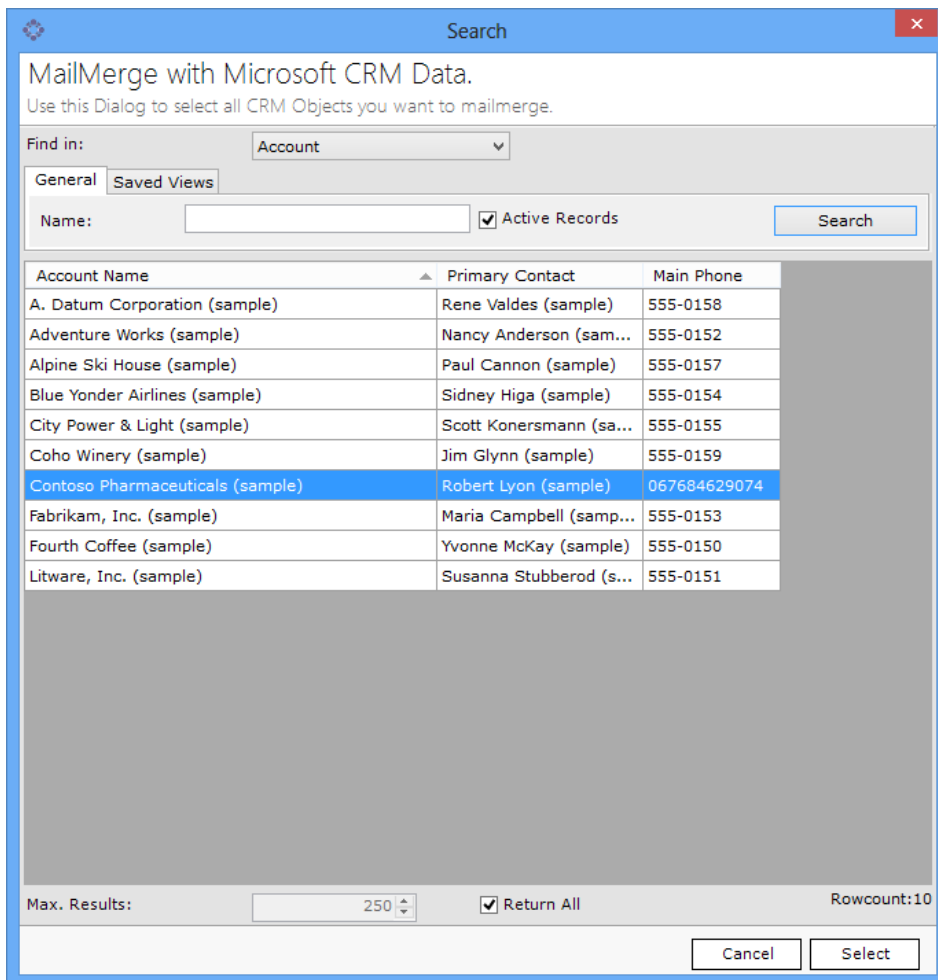 Search
MailMerge with Microsoft CRM Data.
Use this Dialog to select all CRM Objects you want to mailmerge.
Find in: Account
General Saved Views
Name: Active Records Search
Account Name Primary Contact Main Phone
A. Datum Corporation (sample) Rene Valdes (sample) 555-0158
Adventure Works (sample) Nancy Anderson (sam... 555-0152
Alpine Ski House (sample) Paul Cannon (sample) 555-0157
Blue Yonder Airlines (sample) Sidney Higa (sample) 555-0154
City Power & Light (sample) Scott Konersmann (sa... 555-0155
Coho Winery (sample) Jim Glynn (sample) 555-0159
Contoso Pharmaceuticals (sample) Robert Lyon (sample) 067684629074
Fabrikam, Inc. (sample) Maria Campbell (samp... 555-0153
Fourth Coffee (sample) Yvonne McKay (sample) 555-0150
Litware, Inc. (sample) Susanna Stubberod (s... 555-0151
Max. Results: 250 Return All Rowcount:10
Cancel Select